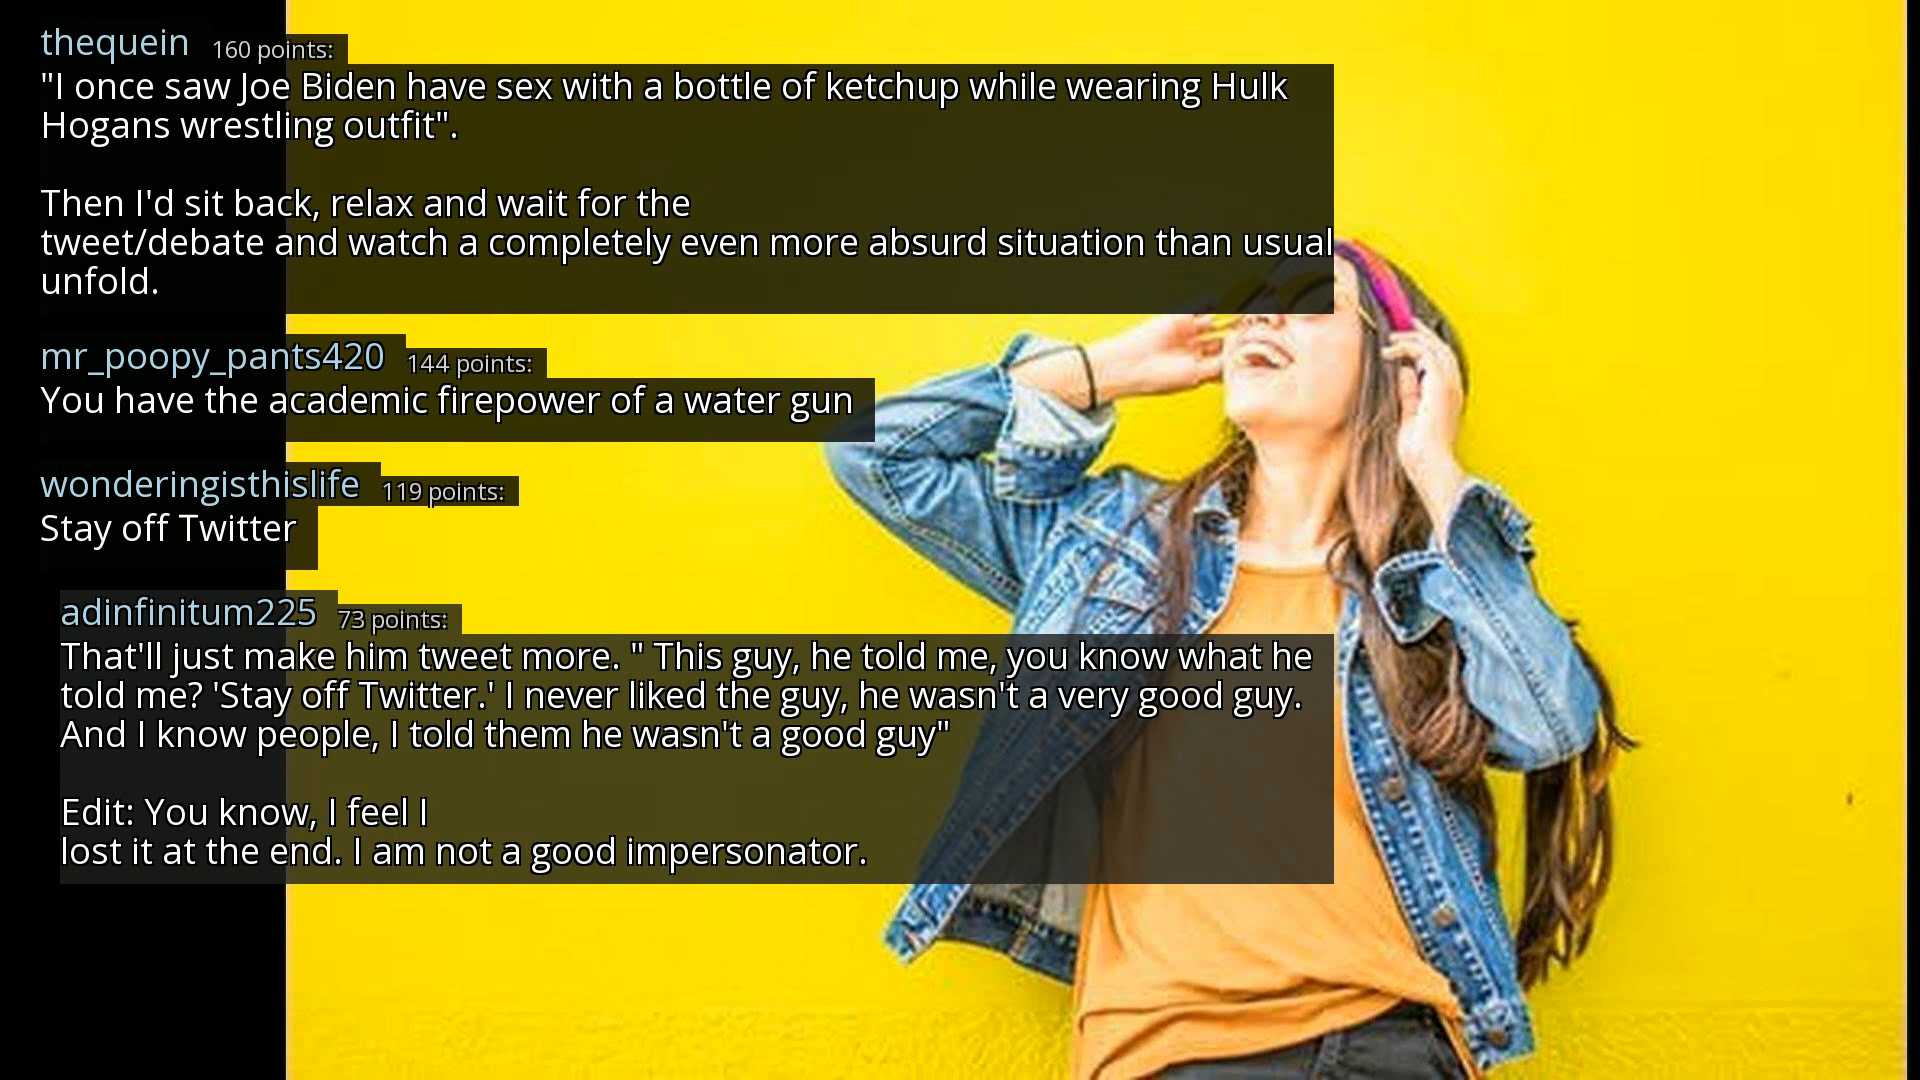 thequein 160 points:
"I once saw Joe Biden have sex with a bottle of ketchup while wearing Hulk
Hogans wrestling outfit".
Then I'd sit back, relax and wait for the
tweet/debate and watch a completely even more absurd situation than usual
unfold.
mr_poopy_pants420 144 points:
You have the academic firepower of a water gun
wonderingisthislife 119 points:
Stay off Twitter
adinfinitum225 73 points:
That'll just make him tweet more. " This guy, he told me, you know what he
told me? 'Stay off Twitter.' I never liked the guy, he wasn't a very good guy.
And I know people, I told them he wasn't a good guy"
Edit: You know, I feel I
lost it at the end. I am not a good impersonator.